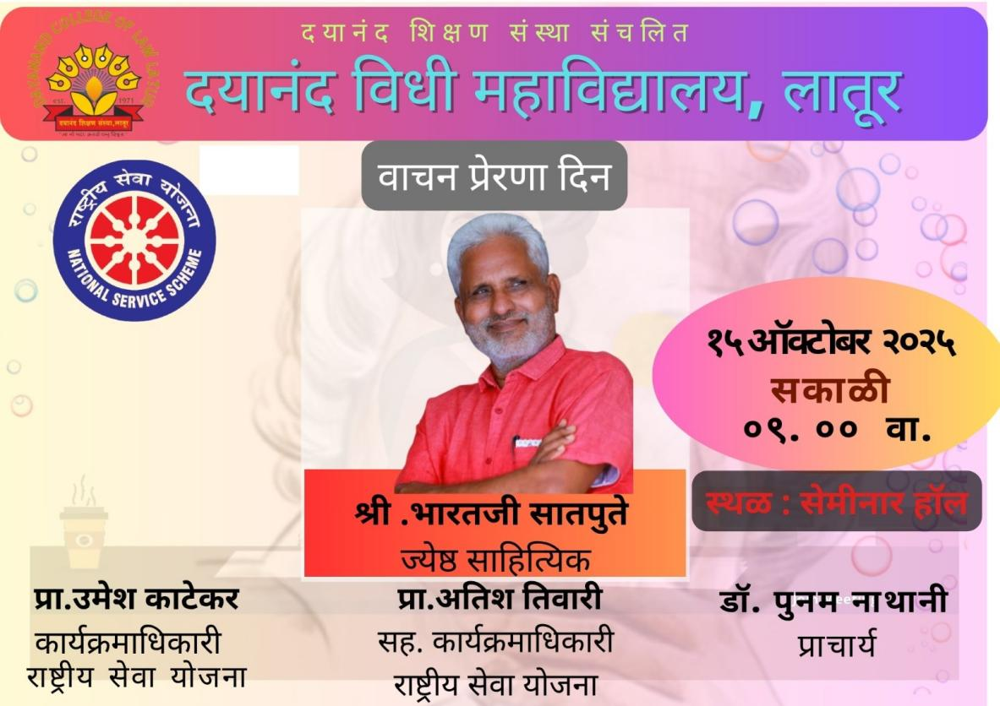 दयानंद शिक्षण संस्था संचलित
दयानंद विधी महाविद्यालय, लातूर
DAYANAND COLLEGE OF LAW LATUR
est. 1971
दयानंद शिक्षण संस्था,लातूर
वाचन प्रेरणा दिन
राष्ट्रीय सेवा योजना
NATIONAL SERVICE SCHEME
१५ऑक्टोबर २०२५
सकाळी
०९. ०० वा.
स्थळ : सेमीनार हॉल
श्री .भारतजी सातपुते
ज्येष्ठ साहित्यिक
प्रा.उमेश काटेकर
कार्यक्रमाधिकारी
राष्ट्रीय सेवा योजना
प्रा.अतिश तिवारी
सह. कार्यक्रमाधिकारी
राष्ट्रीय सेवा योजना
डॉ. पुनम नाथानी
प्राचार्य